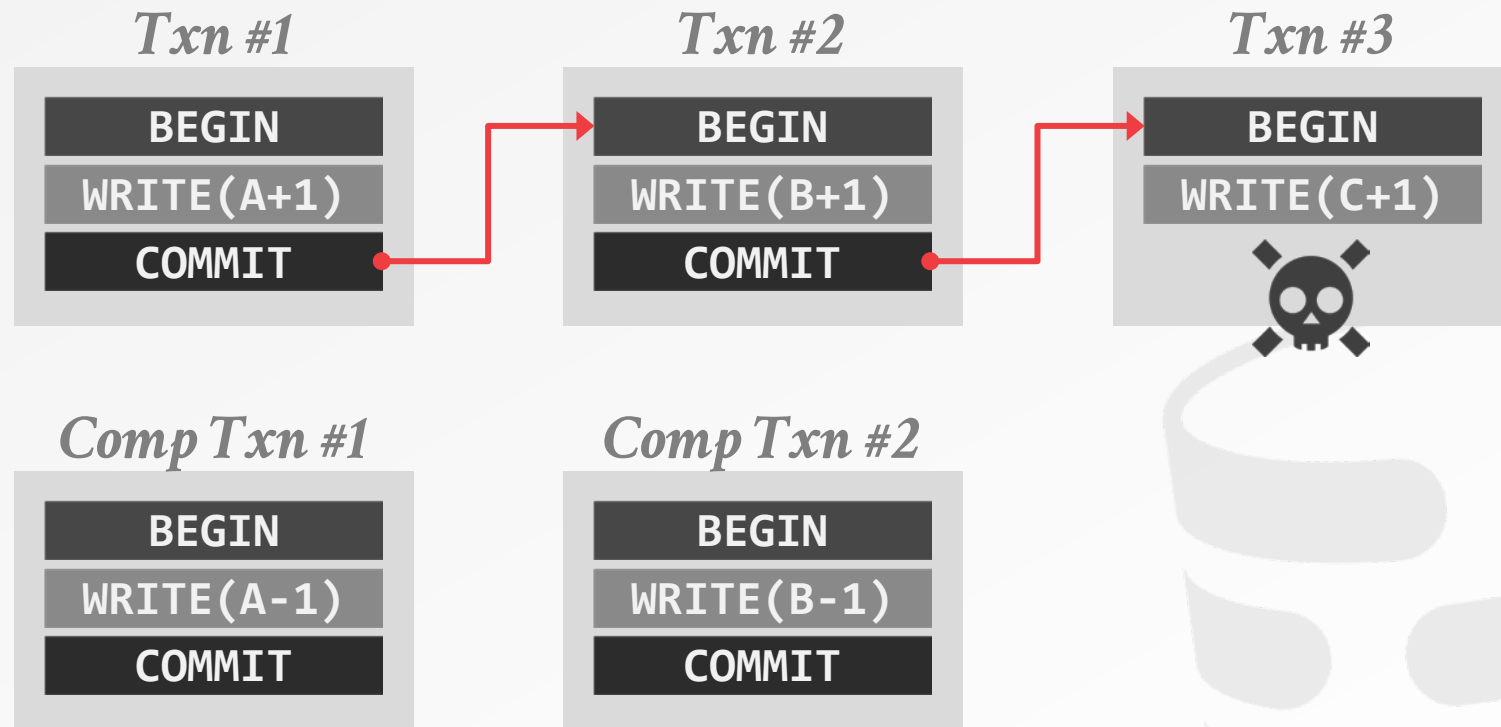 Txn #1
BEGIN
WRITE(A+1)
COMMIT
Txn #2
BEGIN
WRITE(B+1)
COMMIT
Txn #3
BEGIN
WRITE(C+1)
Comp Txn #1
BEGIN
WRITE(A-1)
COMMIT
Comp Txn #2
BEGIN
WRITE(B-1)
COMMIT